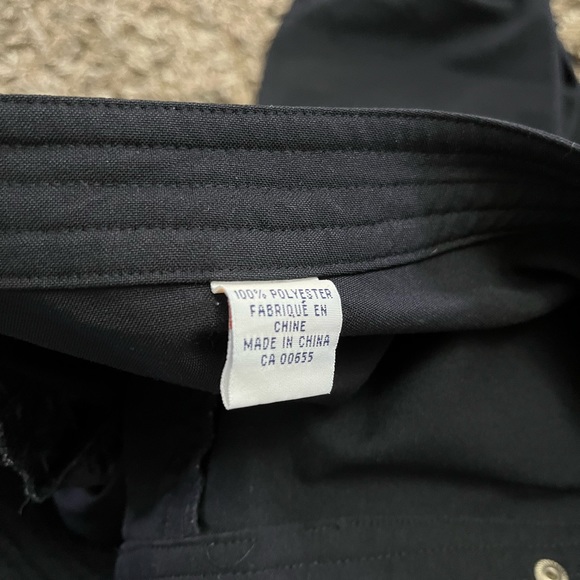 100% POLYESTER
FABRIQUÉ EN
CHINE
MADE IN CHINA
CA 00655